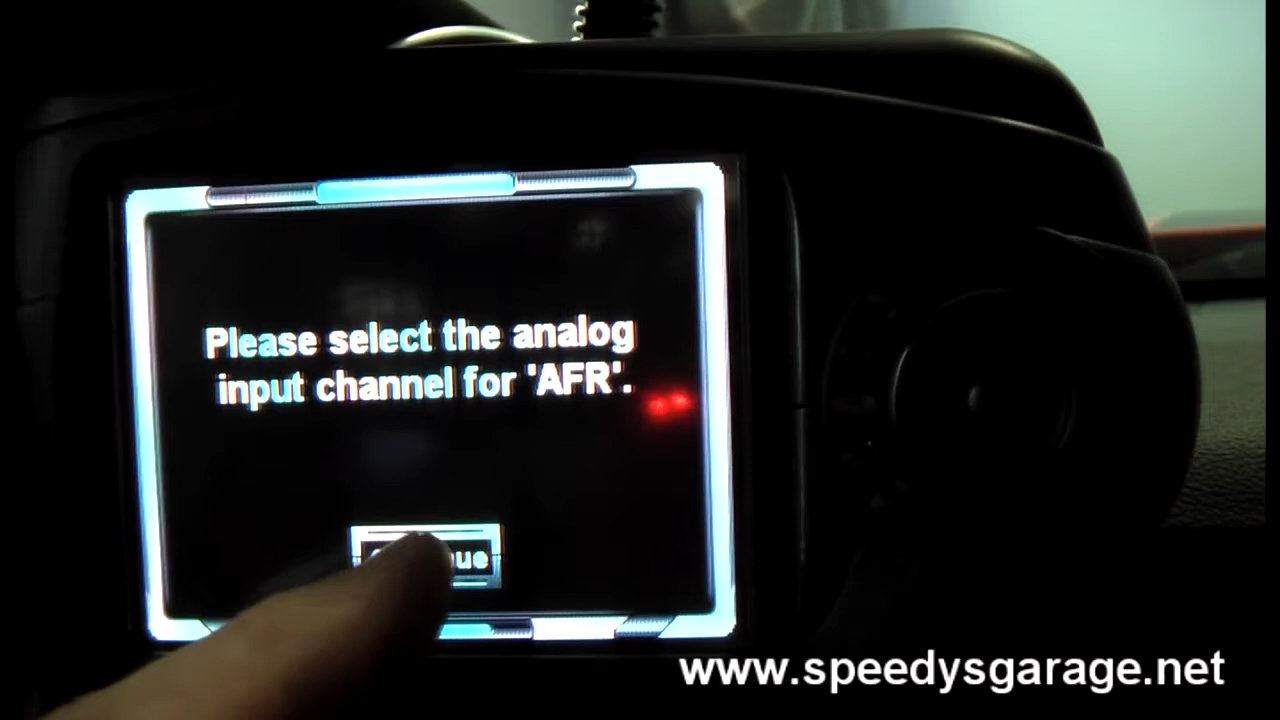 Please select the analog
input channel for 'AFR'.
www.speedysgarage.net